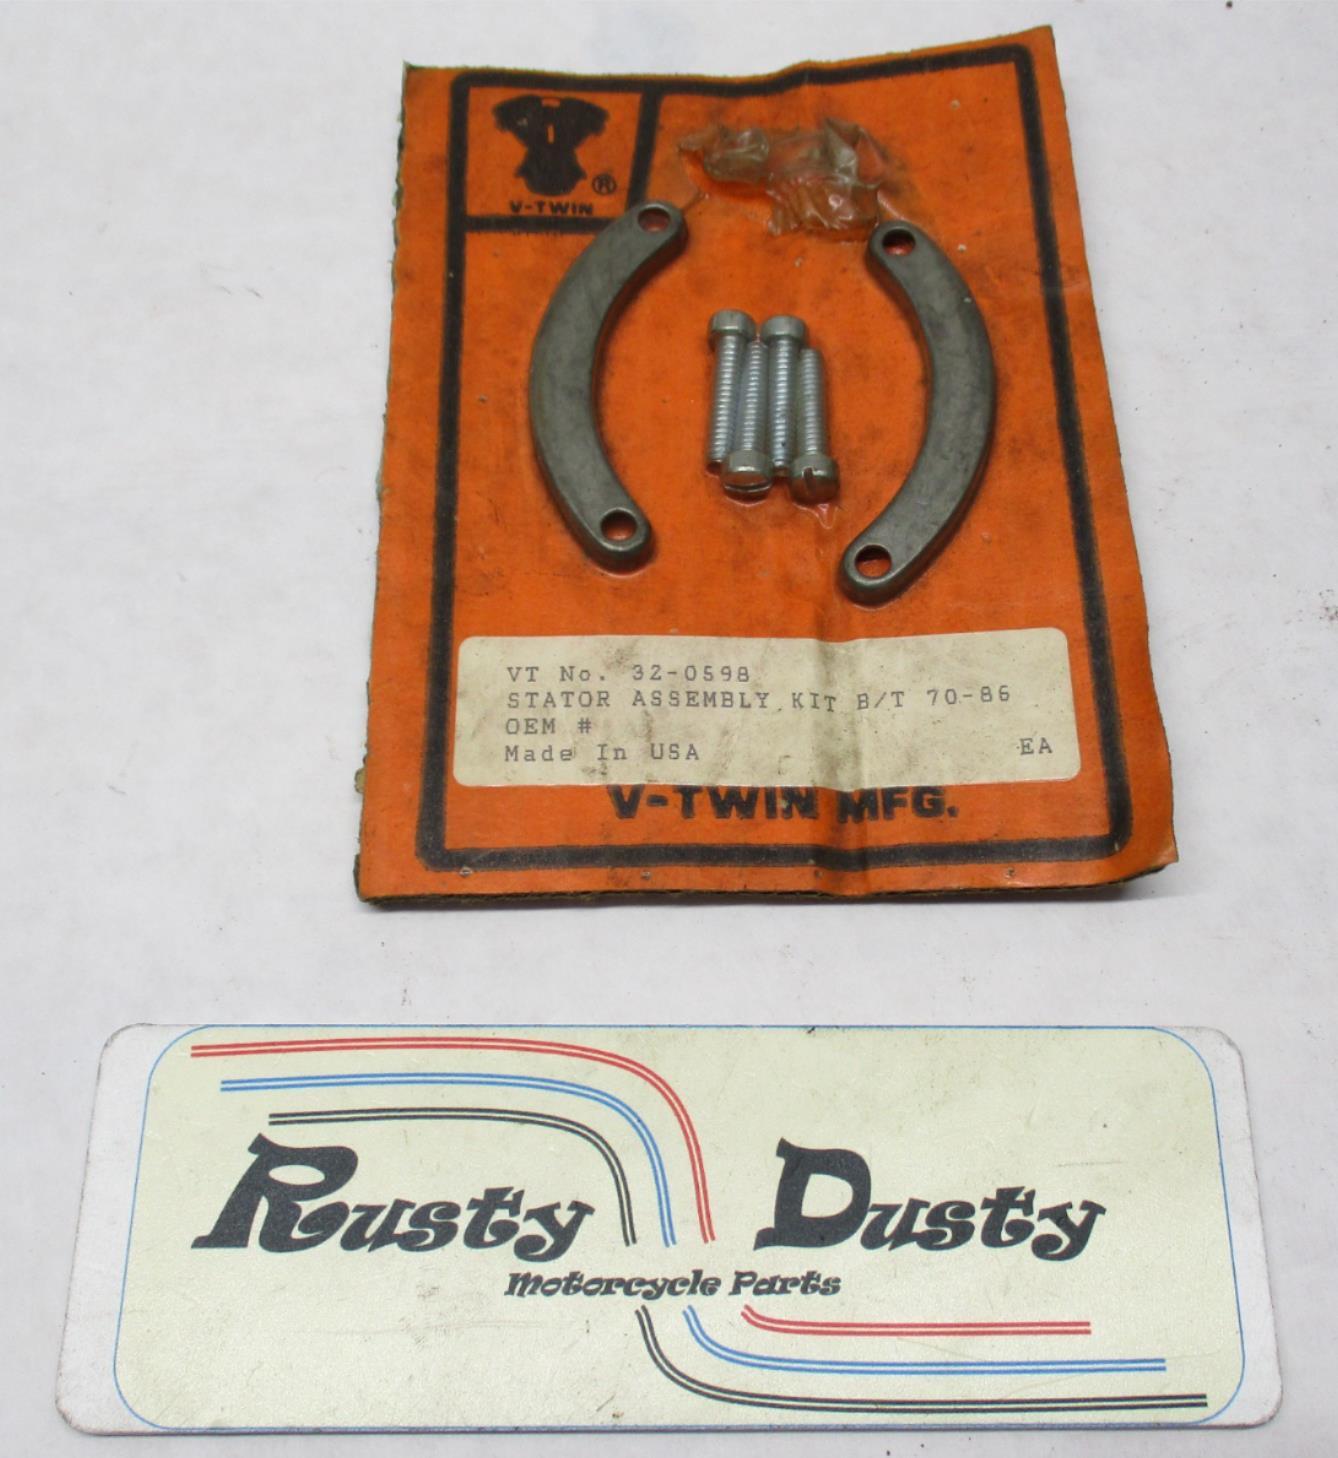 ®
V-TWIN
VT No. 32-0598
STATOR ASSEMBLY KIT B/T 70-86
OEM #
Made In USA EA
V-TWIN MFG.
Rusty Dusty
Motorcycle Parts